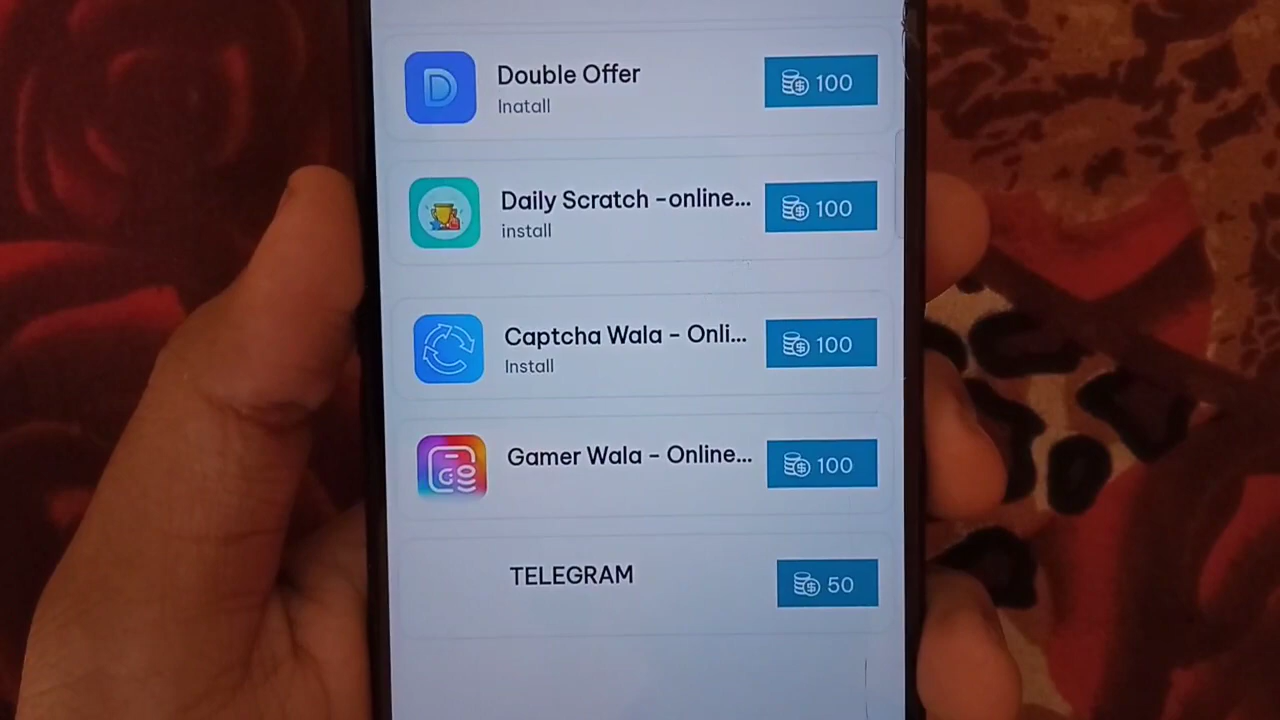 Double Offer
Inatall
100
Daily Scratch -online...
install
100
Captcha Wala - Onli...
Install
100
Gamer Wala - Online...
100
TELEGRAM
50